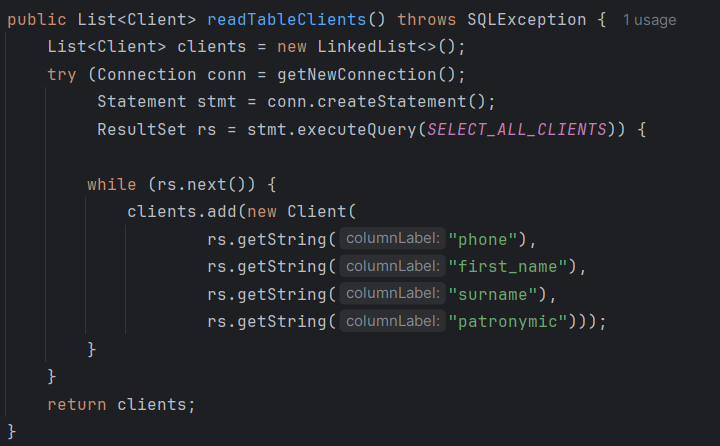 public List<Client> readTableClients() throws SQLException { 1 usage
List<Client> clients = new LinkedList<>();
try (Connection conn = getNewConnection();
Statement stmt = conn.createStatement();
ResultSet rs = stmt.executeQuery(SELECT_ALL_CLIENTS)) {
while (rs.next()) {
clients.add(new Client(
rs.getString( columnLabel: "phone"),
rs.getString( columnLabel: "first_name"),
rs.getString( columnLabel: "surname"),
rs.getString( columnLabel: "patronymic")));
}
}
return clients;
}